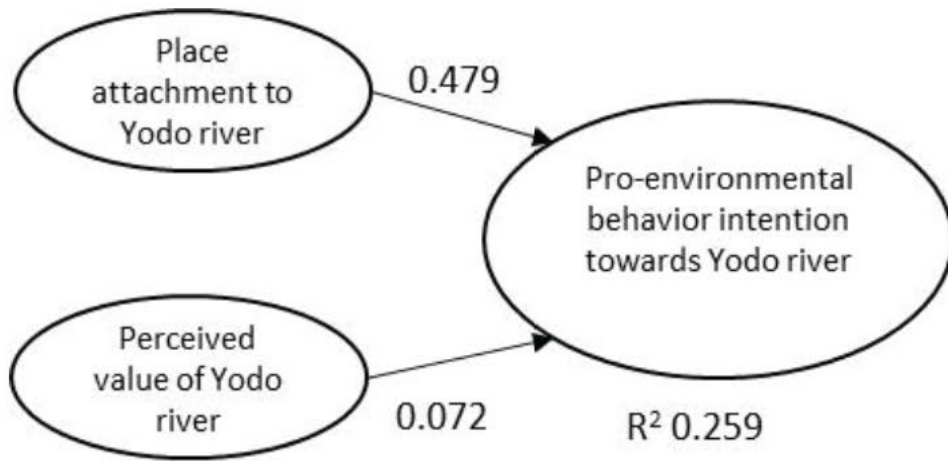 Place
attachment to
Yodo river
0.479
Pro-environmental
behavior intention
towards Yodo river
Perceived
value of Yodo
river
0.072
R² 0.259